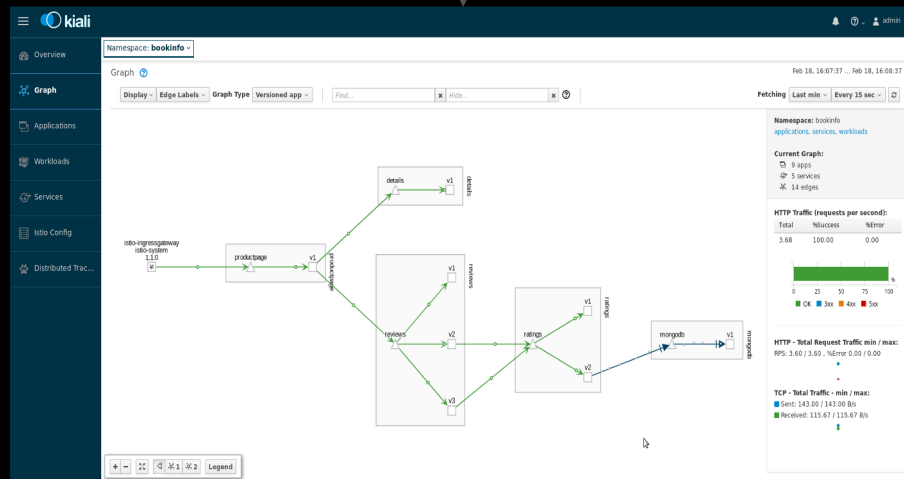 kiali
admin
Namespace: bookinfo
Overview
Graph
Applications
Workloads
Services
Istio Config
Distributed Trac...
Graph
Feb 18, 16:07:37 ... Feb 18, 16:08:37
Display
Edge Labels
Graph Type
Versioned app
Find...
Hide...
Fetching
Last min
Every 15 sec
istio-ingressgateway
istio-system
1.1.0
productpage
v1
productpage
details
v1
details
reviews
v1
v2
v3
reviews
ratings
v1
v2
ratings
mongodb
v1
mongodb
Namespace: bookinfo
applications, services, workloads
Current Graph:
9 apps
5 services
14 edges
HTTP Traffic (requests per second):
Total %Success %Error
3.68 100.00 0.00
%
0 25 50 75 100
OK 3xx 4xx 5xx
HTTP - Total Request Traffic min / max:
RPS: 3.60 / 3.60 , %Error 0.00 / 0.00
TCP - Total Traffic - min / max:
Sent: 143.00 / 143.00 B/s
Received: 115.67 / 115.67 B/s
1
2
Legend